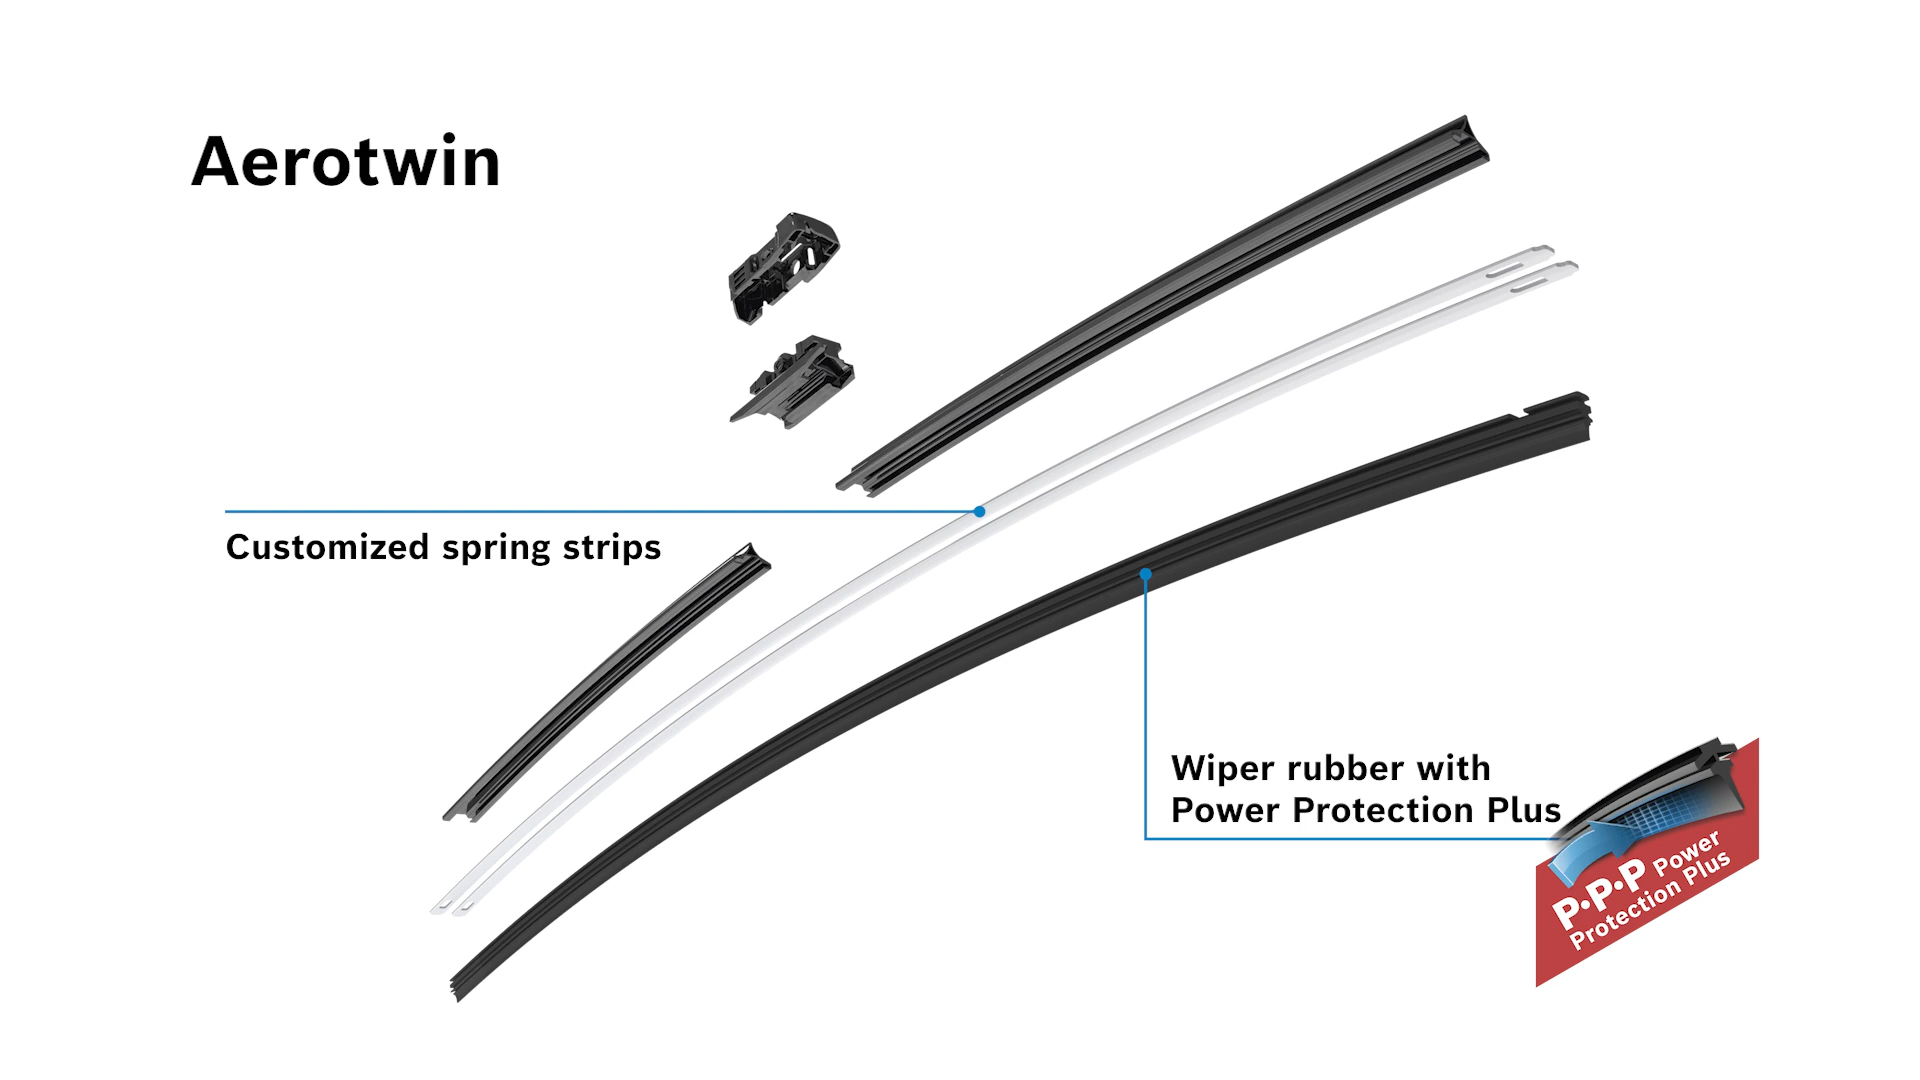 Aerotwin
Customized spring strips
Wiper rubber with
Power Protection Plus
P•P•P Power
Protection Plus